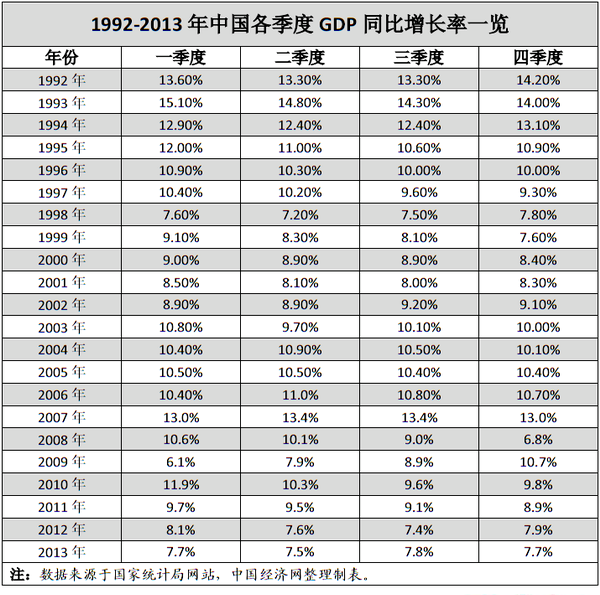 1992-2013 年中国各季度 GDP 同比增长率一览
年份 一季度 二季度 三季度 四季度
1992 年 13.60% 13.30% 13.30% 14.20%
1993 年 15.10% 14.80% 14.30% 14.00%
1994 年 12.90% 12.40% 12.40% 13.10%
1995 年 12.00% 11.00% 10.60% 10.90%
1996 年 10.90% 10.30% 10.00% 10.00%
1997 年 10.40% 10.20% 9.60% 9.30%
1998 年 7.60% 7.20% 7.50% 7.80%
1999 年 9.10% 8.30% 8.10% 7.60%
2000 年 9.00% 8.90% 8.90% 8.40%
2001 年 8.50% 8.10% 8.00% 8.30%
2002 年 8.90% 8.90% 9.20% 9.10%
2003 年 10.80% 9.70% 10.10% 10.00%
2004 年 10.40% 10.90% 10.50% 10.10%
2005 年 10.50% 10.50% 10.40% 10.40%
2006 年 10.40% 11.0% 10.80% 10.70%
2007 年 13.0% 13.4% 13.4% 13.0%
2008 年 10.6% 10.1% 9.0% 6.8%
2009 年 6.1% 7.9% 8.9% 10.7%
2010 年 11.9% 10.3% 9.6% 9.8%
2011 年 9.7% 9.5% 9.1% 8.9%
2012 年 8.1% 7.6% 7.4% 7.9%
2013 年 7.7% 7.5% 7.8% 7.7%
注：数据来源于国家统计局网站，中国经济网整理制表。